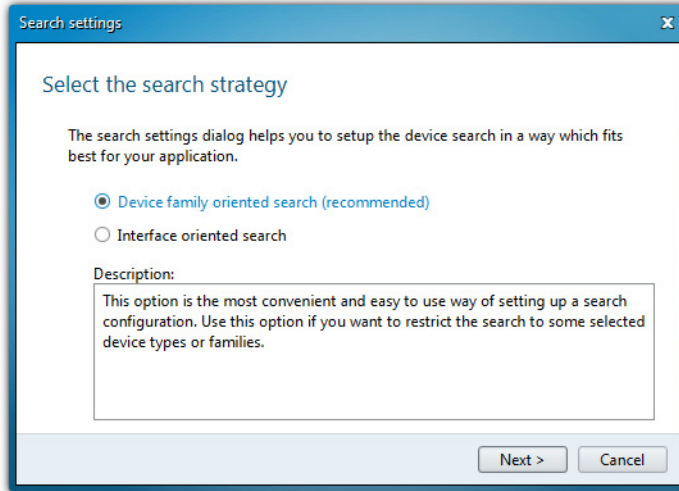 Search settings
Select the search strategy
The search settings dialog helps you to setup the device search in a way which fits
best for your application.
Device family oriented search (recommended)
Interface oriented search
Description:
This option is the most convenient and easy to use way of setting up a search
configuration. Use this option if you want to restrict the search to some selected
device types or families.
Next >
Cancel